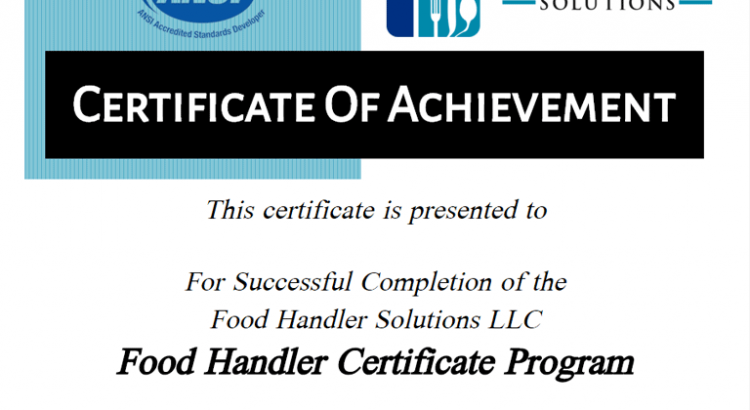 ANSI
ANSI Accredited Standards Developer
SOLUTIONS
CERTIFICATE OF ACHIEVEMENT
This certificate is presented to
For Successful Completion of the
Food Handler Solutions LLC
Food Handler Certificate Program